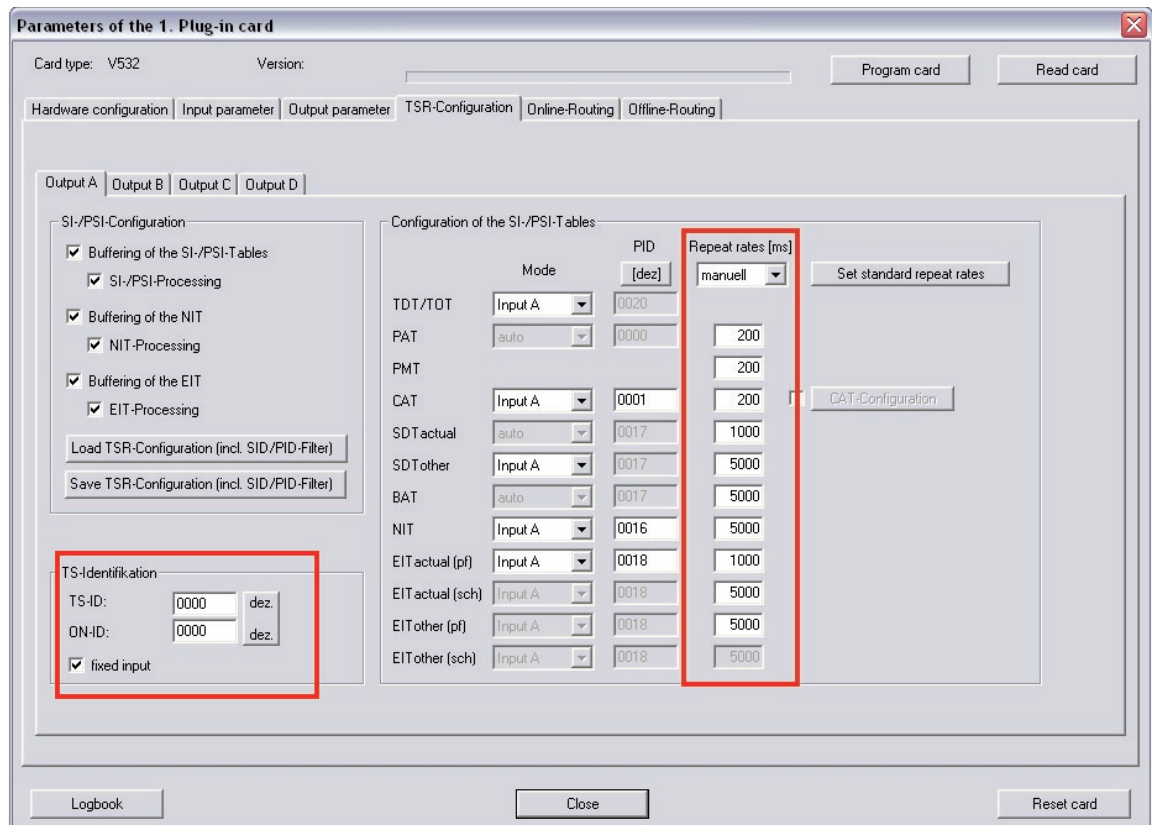 Parameters of the 1. Plug-in card
Card type: V532 Version: Program card Read card
Hardware configuration Input parameter Output parameter TSR-Configuration Online-Routing Offline-Routing
Output A Output B Output C Output D
SI-/PSI-Configuration
Buffering of the SI-/PSI-Tables
SI-/PSI-Processing
Buffering of the NIT
NIT-Processing
Buffering of the EIT
EIT-Processing
Load TSR-Configuration (incl. SID/PID-Filter)
Save TSR-Configuration (incl. SID/PID-Filter)
TS-Identifikation
TS-ID: 0000 dez.
ON-ID: 0000 dez.
fixed input
Configuration of the SI-/PSI-Tables
PID Repeat rates [ms]
Mode [dez] manuell Set standard repeat rates
TDT/TOT Input A 0020
PAT auto 0000 200
PMT 200
CAT Input A 0001 200 CAT-Configuration
SDTactual auto 0017 1000
SDTother Input A 0017 5000
BAT auto 0017 5000
NIT Input A 0016 5000
EITactual (pf) Input A 0018 1000
EITactual (sch) Input A 0018 5000
EITother (pf) Input A 0018 5000
EITother (sch) Input A 0018 5000
Logbook Close Reset card